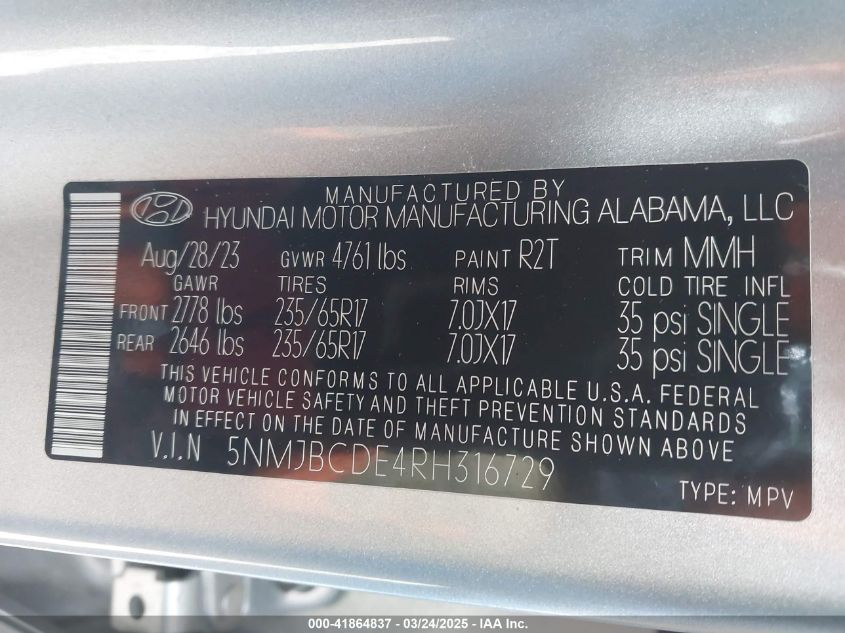 MANUFACTURED BY
HYUNDAI MOTOR MANUFACTURING ALABAMA, LLC
Aug/28/23 GVWR 4761 lbs PAINT R2T TRIM MMH
GAWR TIRES RIMS COLD TIRE INFL
FRONT 2778 lbs 235/65R17 7.0JX17 35 psi SINGLE
REAR 2646 lbs 235/65R17 7.0JX17 35 psi SINGLE
THIS VEHICLE CONFORMS TO ALL APPLICABLE U.S.A. FEDERAL
MOTOR VEHICLE SAFETY AND THEFT PREVENTION STANDARDS
IN EFFECT ON THE DATE OF MANUFACTURE SHOWN ABOVE
V.I.N 5NMJBCDE4RH316729
TYPE: MPV
000-41864837 - 03/24/2025 - IAA Inc.